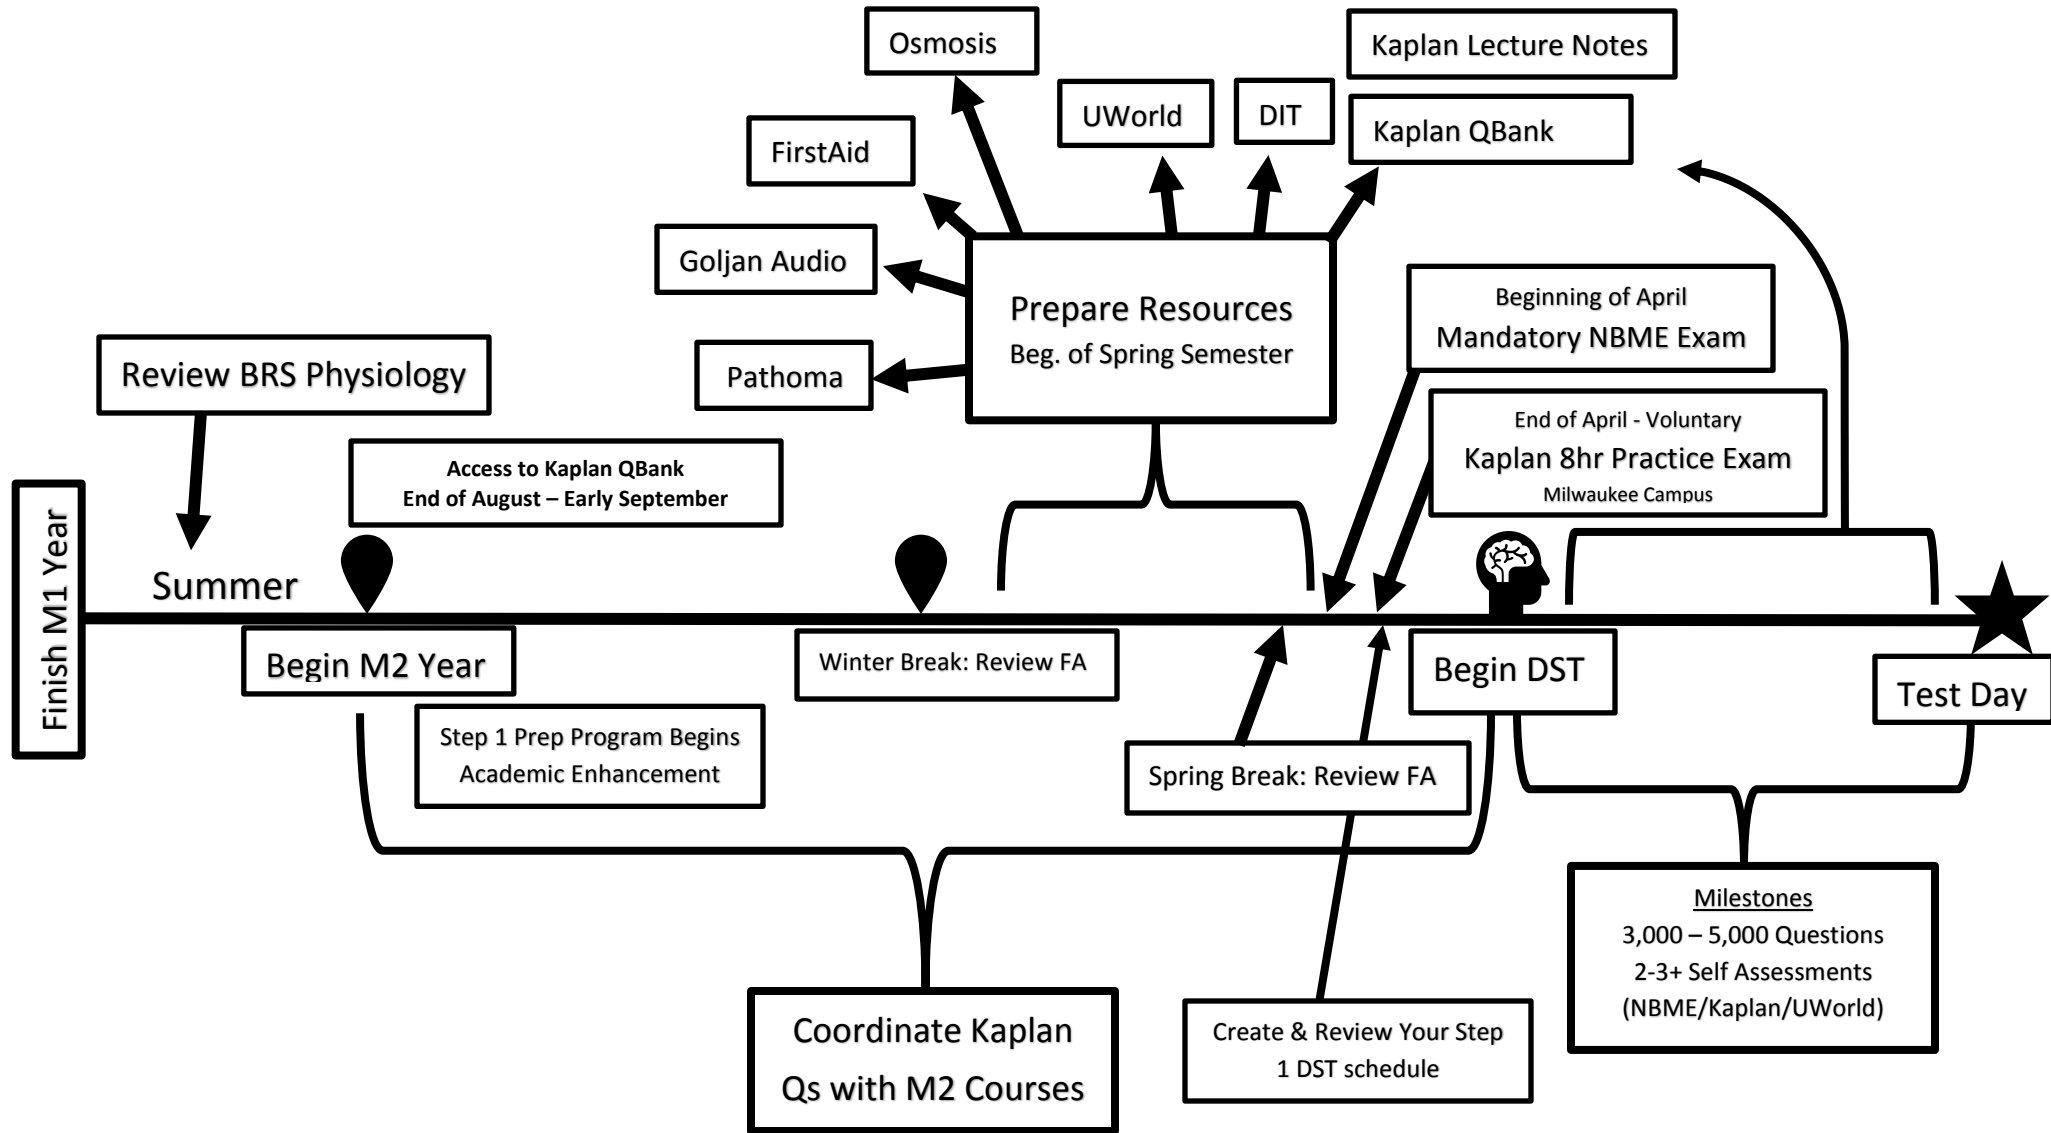 Osmosis
Kaplan Lecture Notes
UWorld
DIT
Kaplan QBank
FirstAid
Goljan Audio
Pathoma
Prepare Resources
Beg. of Spring Semester
Beginning of April
Mandatory NBME Exam
End of April - Voluntary
Kaplan 8hr Practice Exam
Milwaukee Campus
Review BRS Physiology
Access to Kaplan QBank
End of August – Early September
Finish M1 Year
Summer
Begin M2 Year
Winter Break: Review FA
Begin DST
Test Day
Step 1 Prep Program Begins
Academic Enhancement
Spring Break: Review FA
Milestones
3,000 – 5,000 Questions
2-3+ Self Assessments
(NBME/Kaplan/UWorld)
Coordinate Kaplan
Qs with M2 Courses
Create & Review Your Step
1 DST schedule